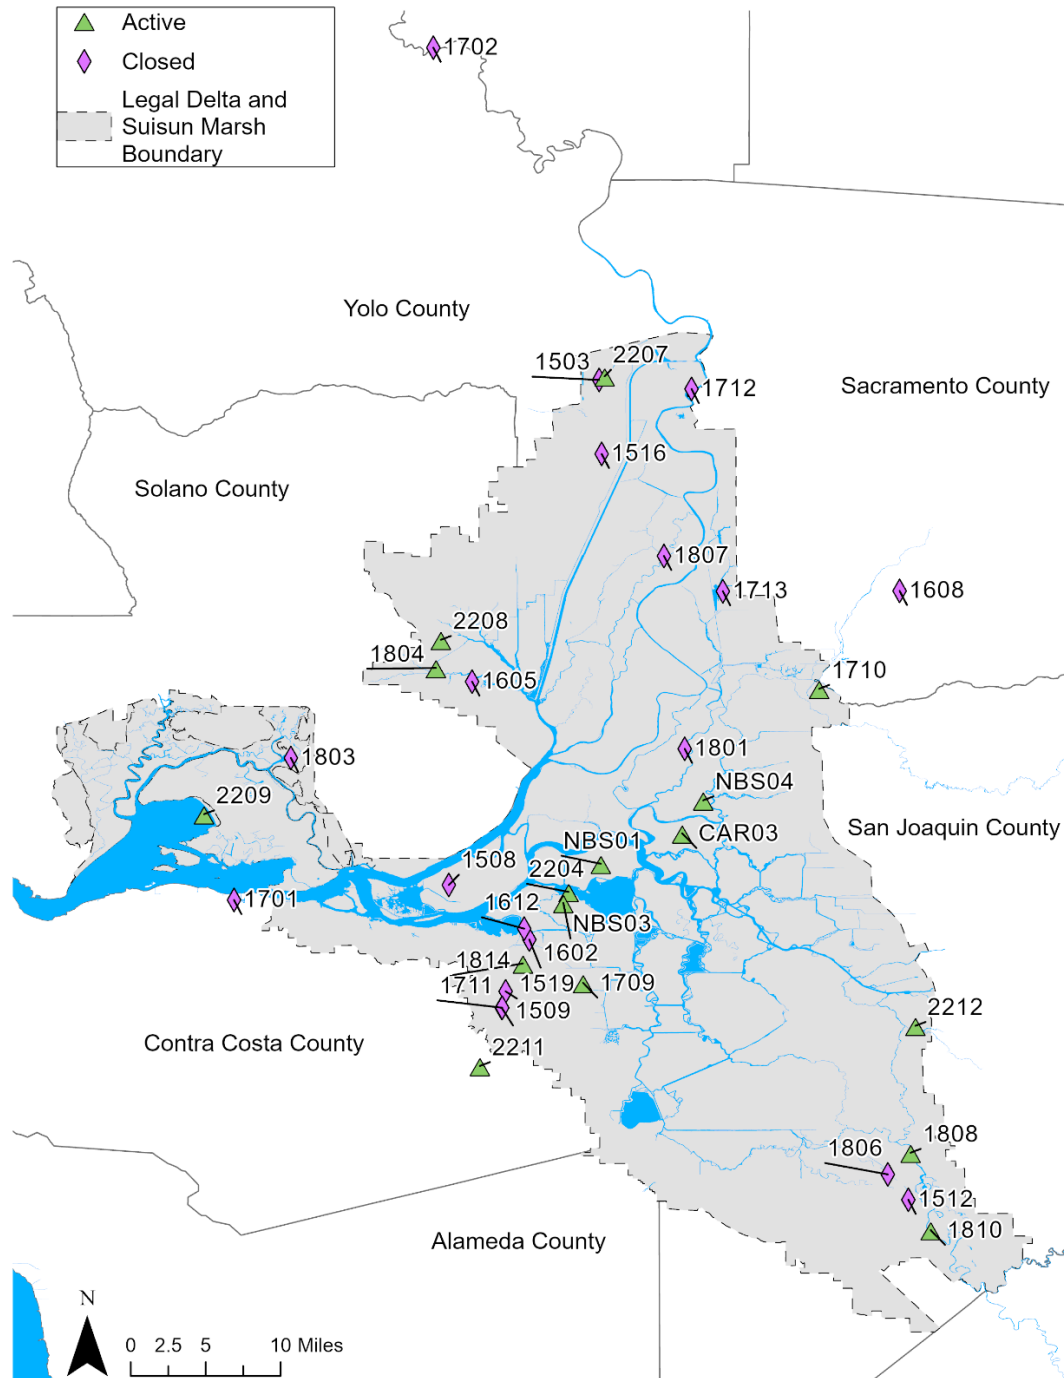 Active
Closed
Legal Delta and
Suisun Marsh
Boundary
1702
Yolo County
1503
2207
1712
Sacramento County
1516
Solano County
1807
1713
1608
2208
1804
1605
1710
1803
1801
NBS04
2209
CAR03
San Joaquin County
NBS01
1508
2204
1701
1612
NBS03
1602
1814
1711
1519
1709
1509
2212
Contra Costa County
2211
1808
1806
1512
1810
Alameda County
N
0 2.5 5 10 Miles